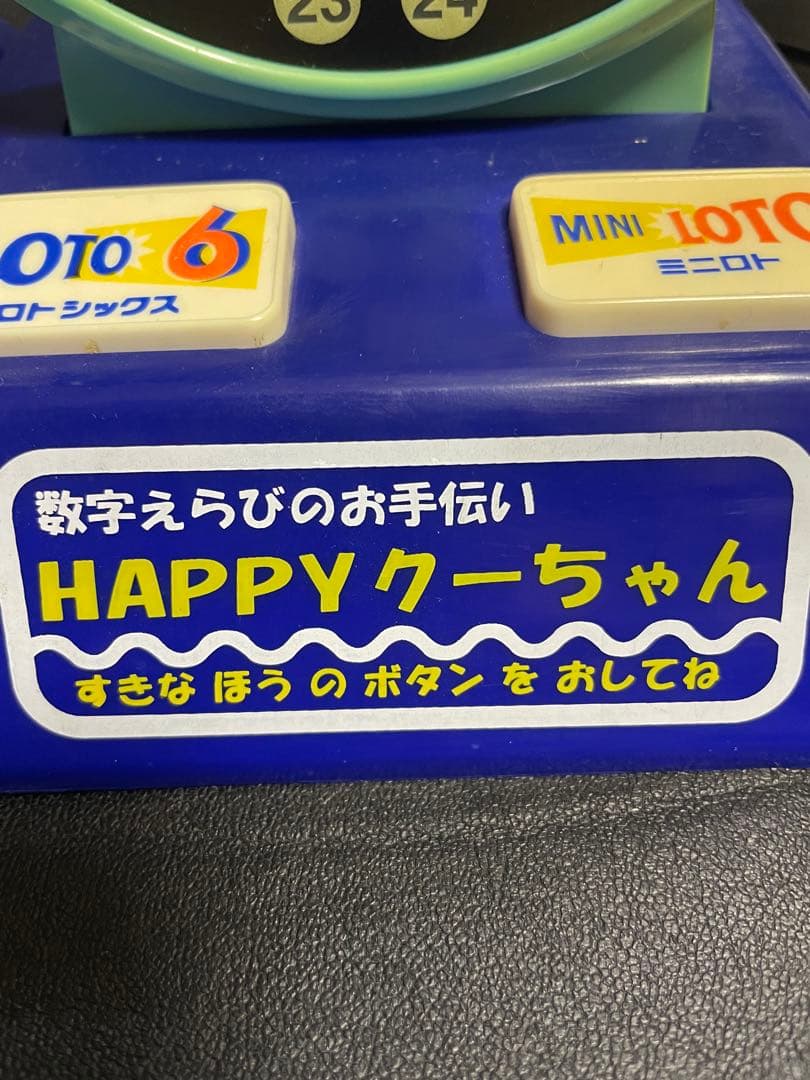 23 24
OTO 6
ロトシックス
MINI LOTO
ミニロト
数字えらびのお手伝い
HAPPYクーちゃん
すきな ほう の ボタン を おしてね